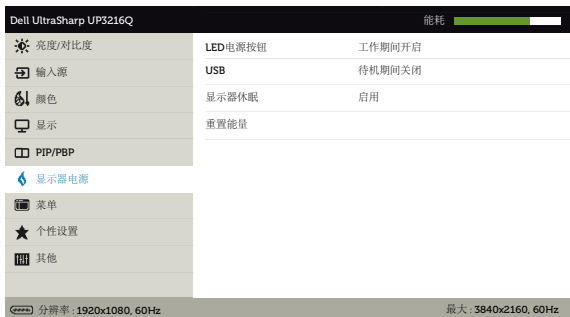 Dell UltraSharp UP3216Q 能耗
亮度/对比度
LED电源按钮 工作期间开启
输入源
USB 待机期间关闭
颜色
显示器休眠 启用
显示
重置能量
PIP/PBP
显示器电源
菜单
个性设置
其他
分辨率 : 1920x1080, 60Hz 最大 : 3840x2160, 60Hz